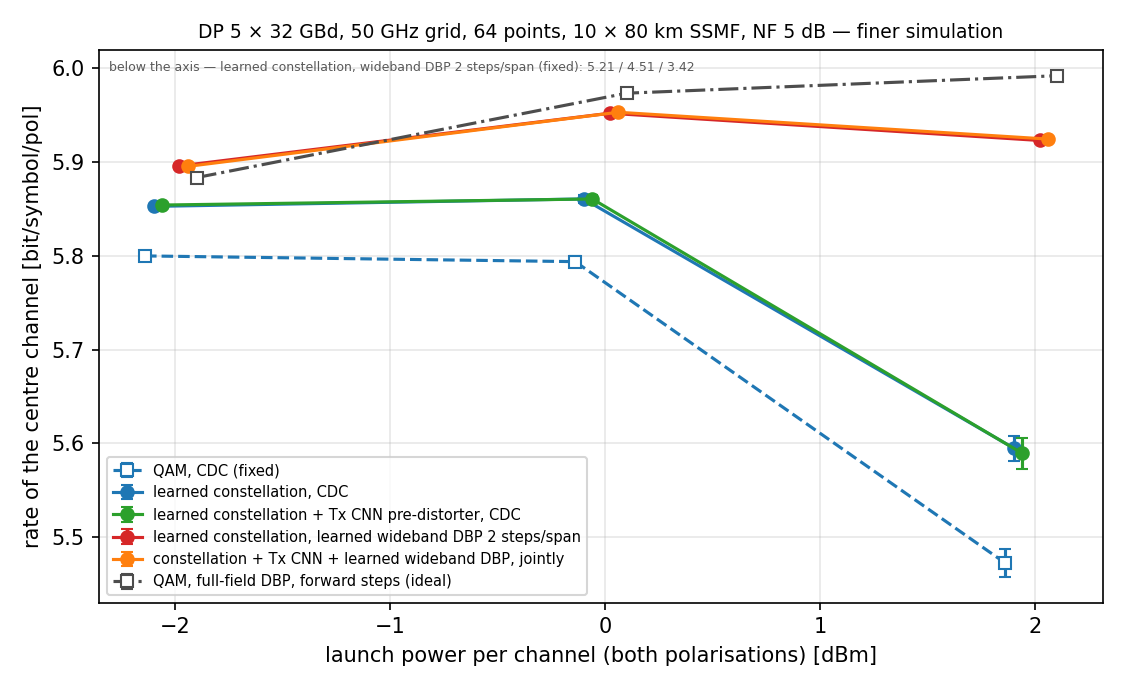 DP 5 × 32 GBd, 50 GHz grid, 64 points, 10 × 80 km SSMF, NF 5 dB — finer simulation
below the axis — learned constellation, wideband DBP 2 steps/span (fixed): 5.21 / 4.51 / 3.42
rate of the centre channel [bit/symbol/pol]
6.0
5.9
5.8
5.7
5.6
5.5
QAM, CDC (fixed)
learned constellation, CDC
learned constellation + Tx CNN pre-distorter, CDC
learned constellation, learned wideband DBP 2 steps/span
constellation + Tx CNN + learned wideband DBP, jointly
QAM, full-field DBP, forward steps (ideal)
−2 −1 0 1 2
launch power per channel (both polarisations) [dBm]